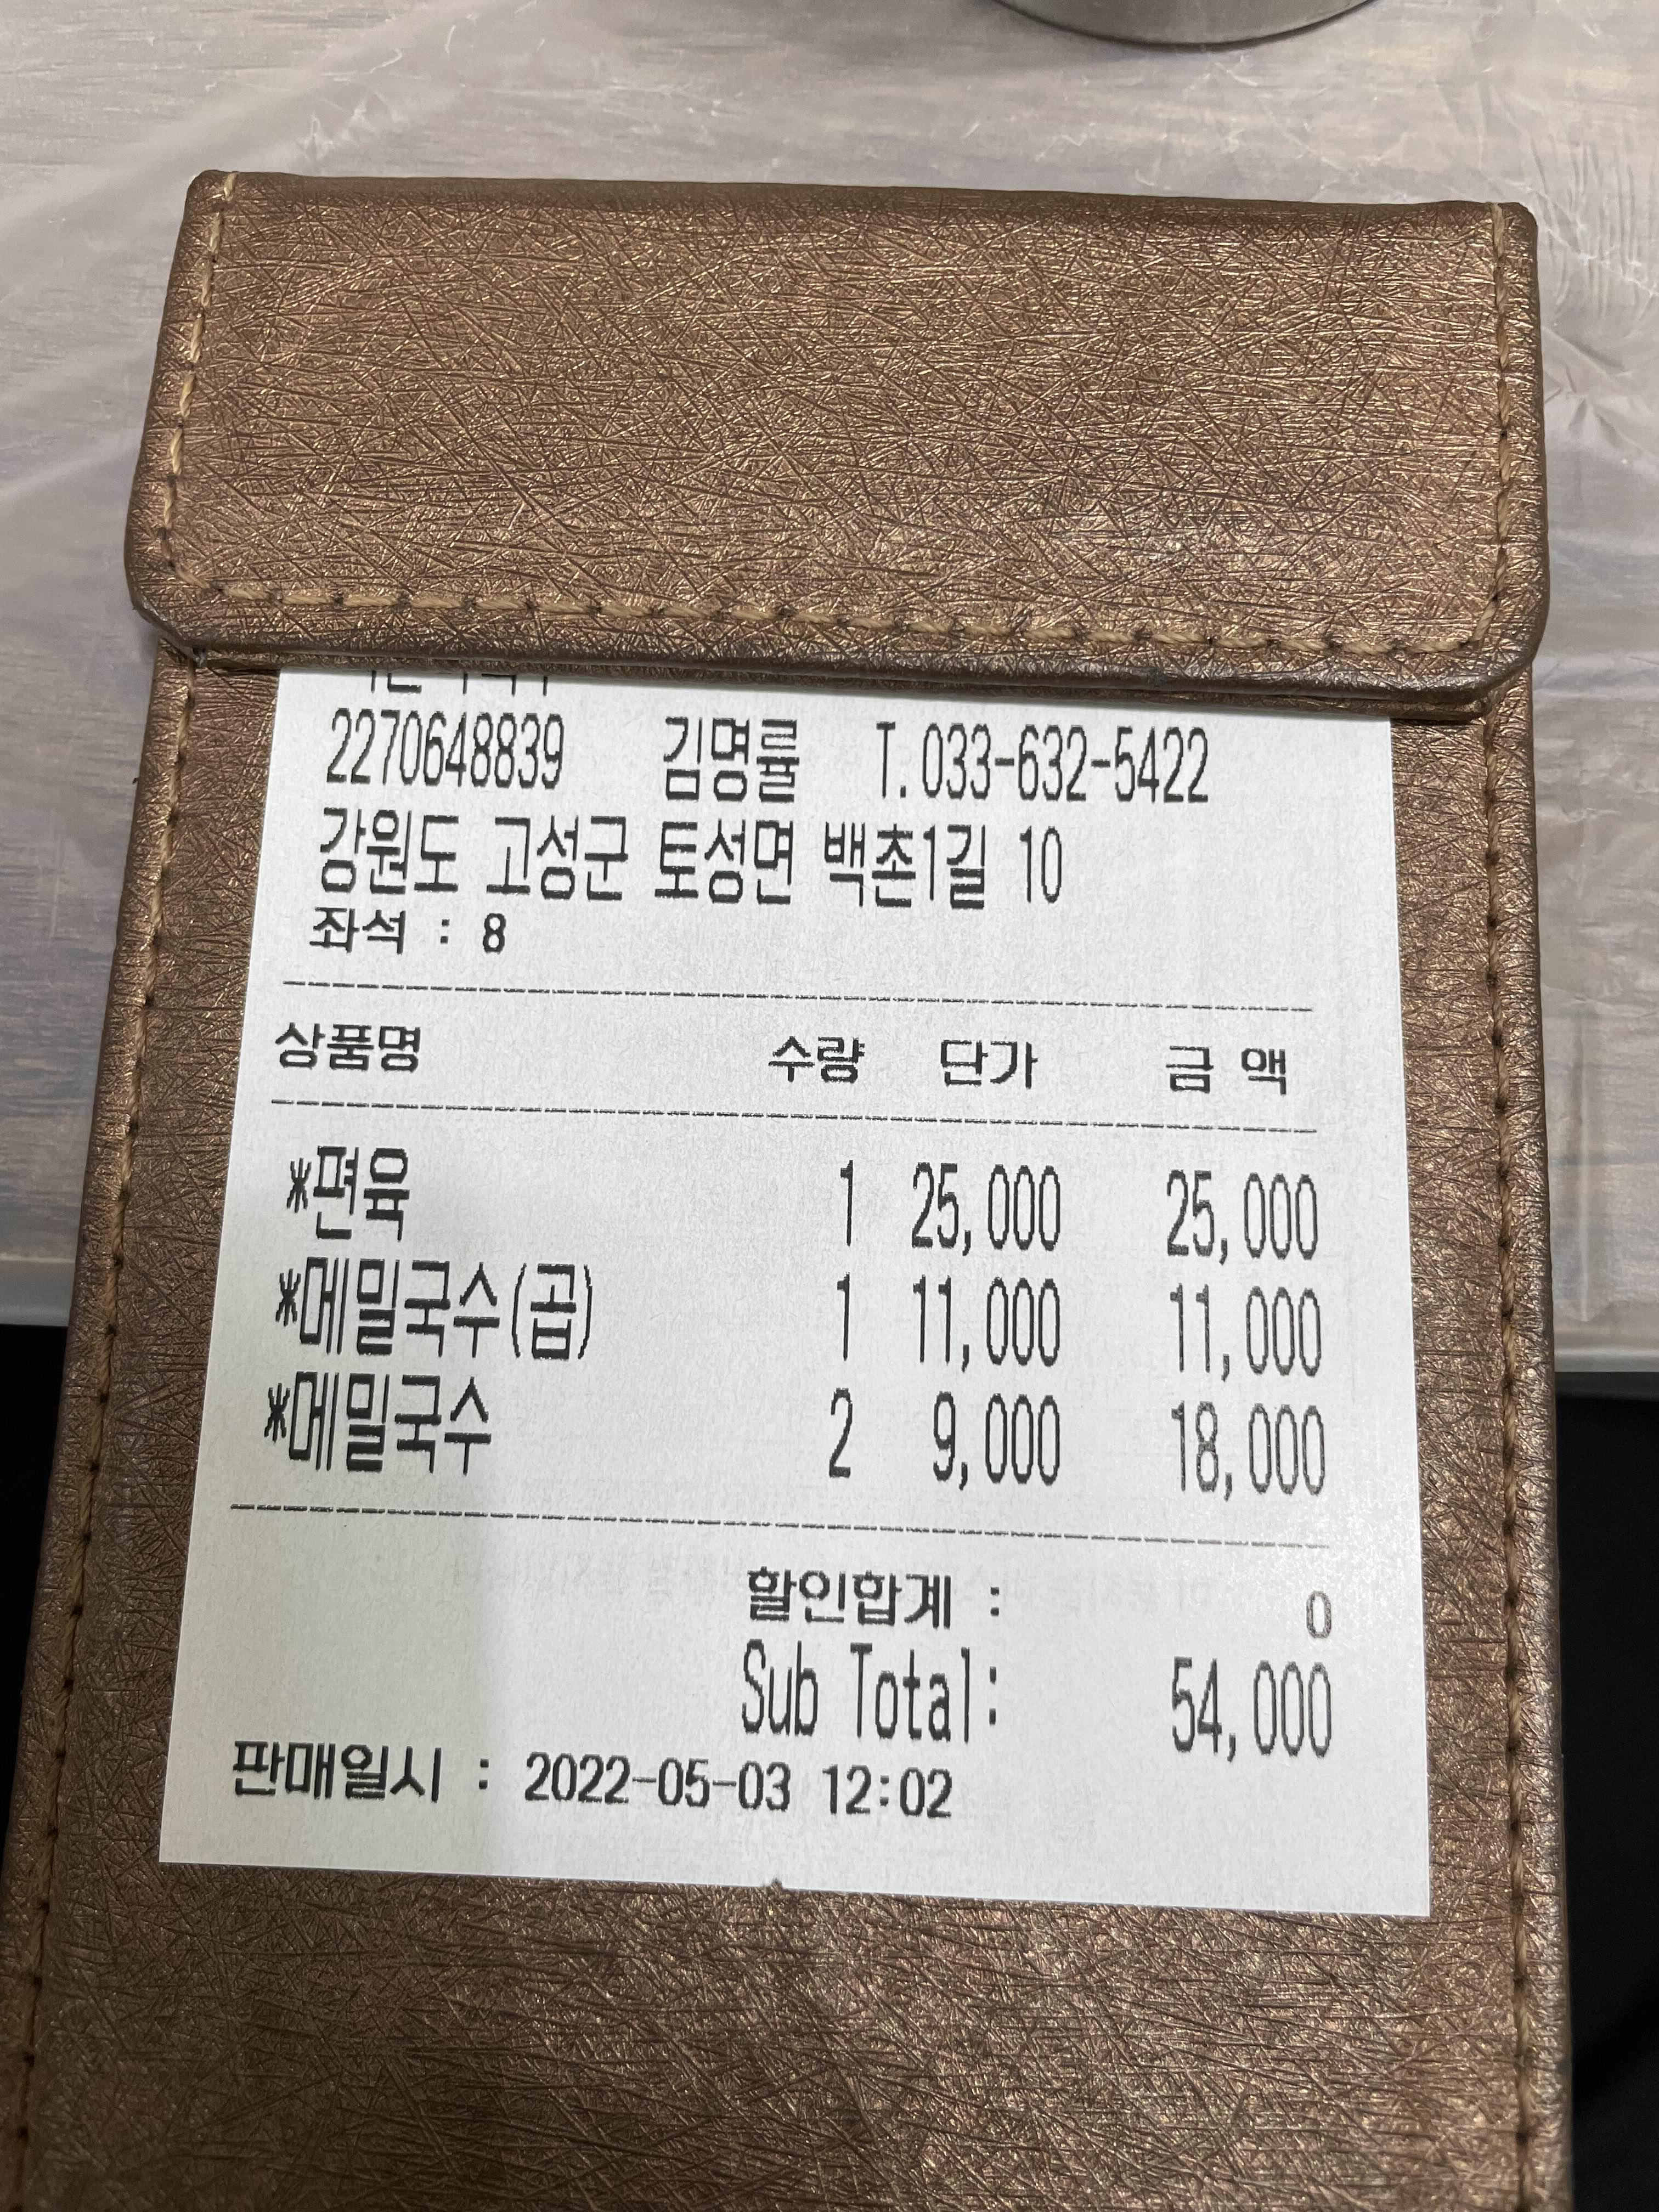 2270648839 김명률 T.033-632-5422
강원도 고성군 토성면 백촌1길 10
좌석 : 8
상품명 수량 단가 금 액
*편육 1 25,000 25,000
*메밀국수(곱) 1 11,000 11,000
*메밀국수 2 9,000 18,000
할인합계 : 0
Sub Total: 54,000
판매일시 : 2022-05-03 12:02